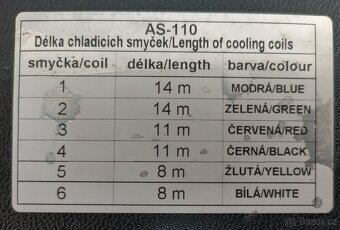 AS-110
Délka chladicích smyček/Length of cooling coils
smyčka/coil délka/length barva/colour
1 14 m MODRÁ/BLUE
2 14 m ZELENÁ/GREEN
3 11 m ČERVENÁ/RED
4 11 m ČERNÁ/BLACK
5 8 m ŽLUTÁ/YELLOW
6 8 m BÍLÁ/WHITE
Bazoš.cz